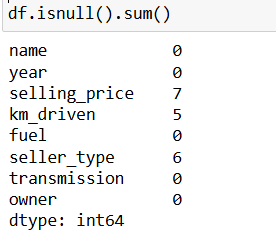 df.isnull().sum()
name 0
year 0
selling_price 7
km_driven 5
fuel 0
seller_type 6
transmission 0
owner 0
dtype: int64